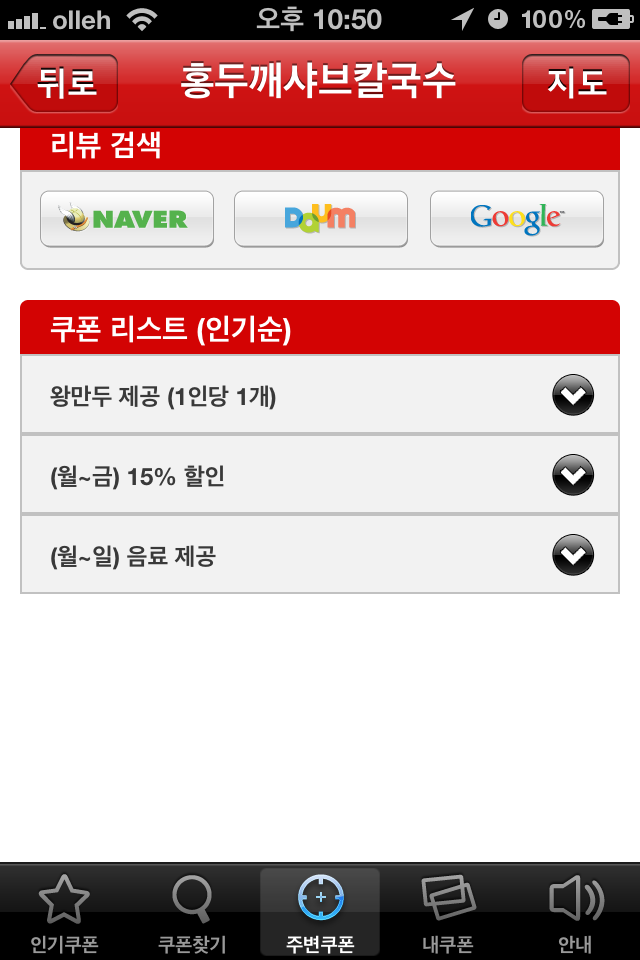 olleh 오후 10:50 100%
뒤로 홍두깨샤브칼국수 지도
리뷰 검색
NAVER Daum Google™
쿠폰 리스트 (인기순)
왕만두 제공 (1인당 1개)
(월~금) 15% 할인
(월~일) 음료 제공
인기쿠폰 쿠폰찾기 주변쿠폰 내쿠폰 안내